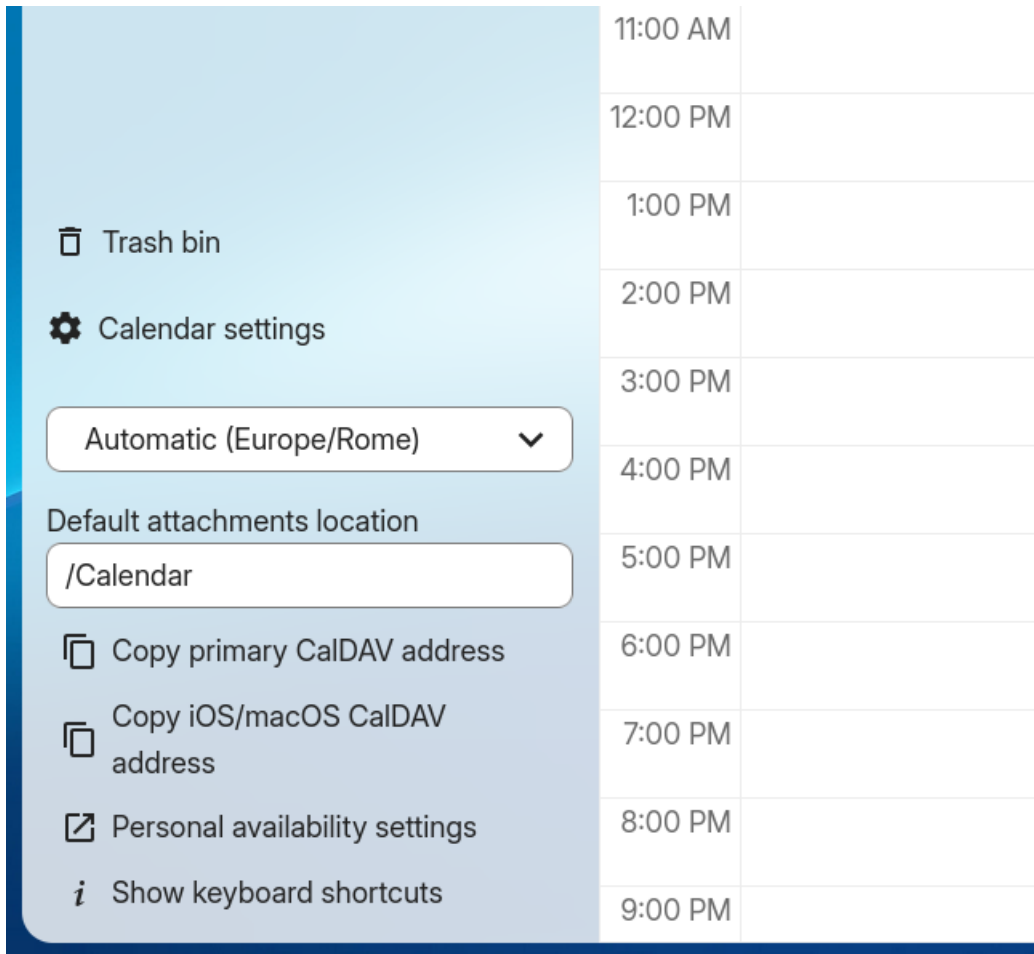 Trash bin
Calendar settings
Automatic (Europe/Rome)
Default attachments location
/Calendar
Copy primary CalDAV address
Copy iOS/macOS CalDAV
address
Personal availability settings
Show keyboard shortcuts
11:00 AM
12:00 PM
1:00 PM
2:00 PM
3:00 PM
4:00 PM
5:00 PM
6:00 PM
7:00 PM
8:00 PM
9:00 PM